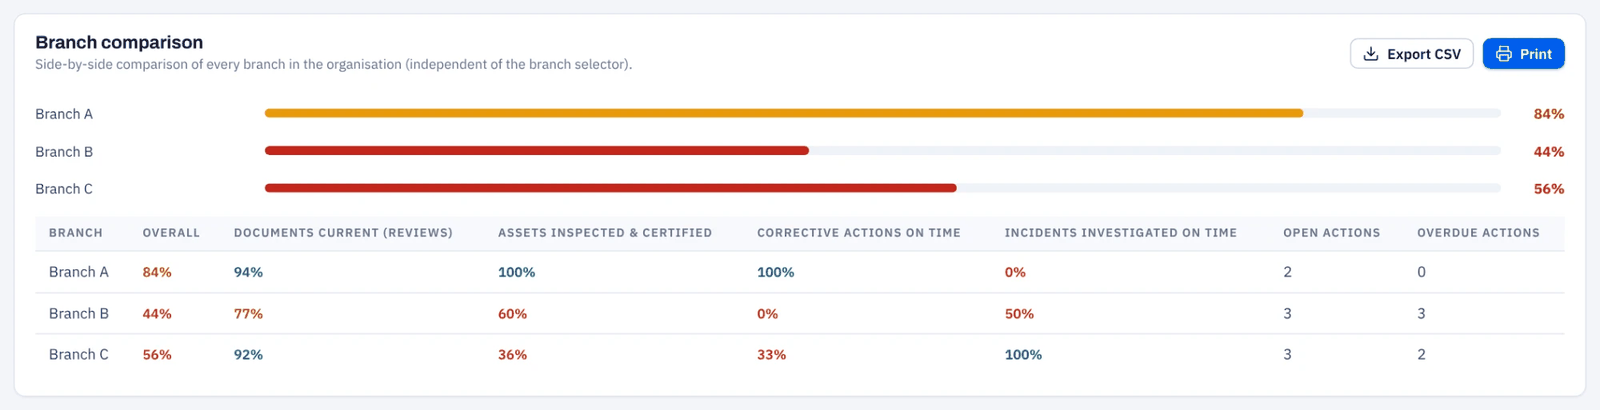 Branch comparison
Side-by-side comparison of every branch in the organisation (independent of the branch selector).
Export CSV
Print
Branch A 84%
Branch B 44%
Branch C 56%
BRANCH OVERALL DOCUMENTS CURRENT (REVIEWS) ASSETS INSPECTED & CERTIFIED CORRECTIVE ACTIONS ON TIME INCIDENTS INVESTIGATED ON TIME OPEN ACTIONS OVERDUE ACTIONS
Branch A 84% 94% 100% 100% 0% 2 0
Branch B 44% 77% 60% 0% 50% 3 3
Branch C 56% 92% 36% 33% 100% 3 2